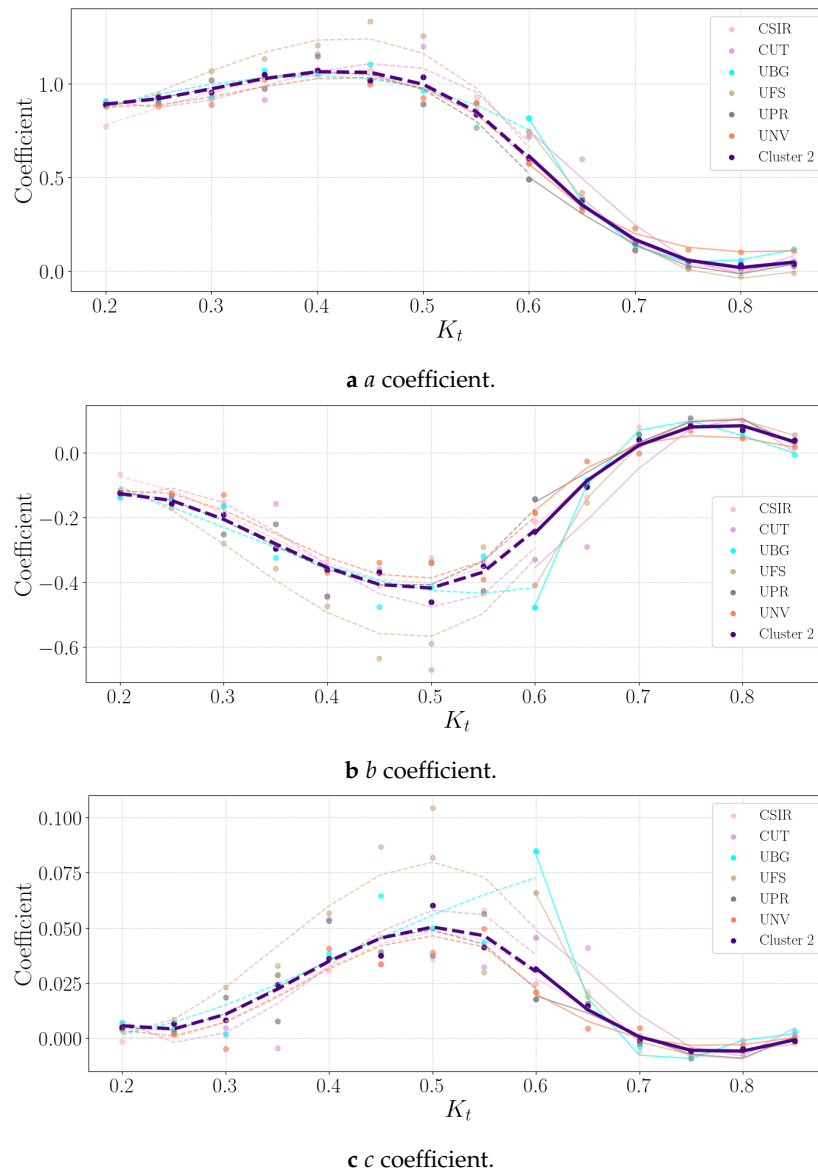 Coefficient
1.0
0.5
0.0
0.2 0.3 0.4 0.5 0.6 0.7 0.8
K_t
CSIR
CUT
UBG
UFS
UPR
UNV
Cluster 2
a a coefficient.
Coefficient
0.0
−0.2
−0.4
−0.6
0.2 0.3 0.4 0.5 0.6 0.7 0.8
K_t
CSIR
CUT
UBG
UFS
UPR
UNV
Cluster 2
b b coefficient.
Coefficient
0.100
0.075
0.050
0.025
0.000
0.2 0.3 0.4 0.5 0.6 0.7 0.8
K_t
CSIR
CUT
UBG
UFS
UPR
UNV
Cluster 2
c c coefficient.